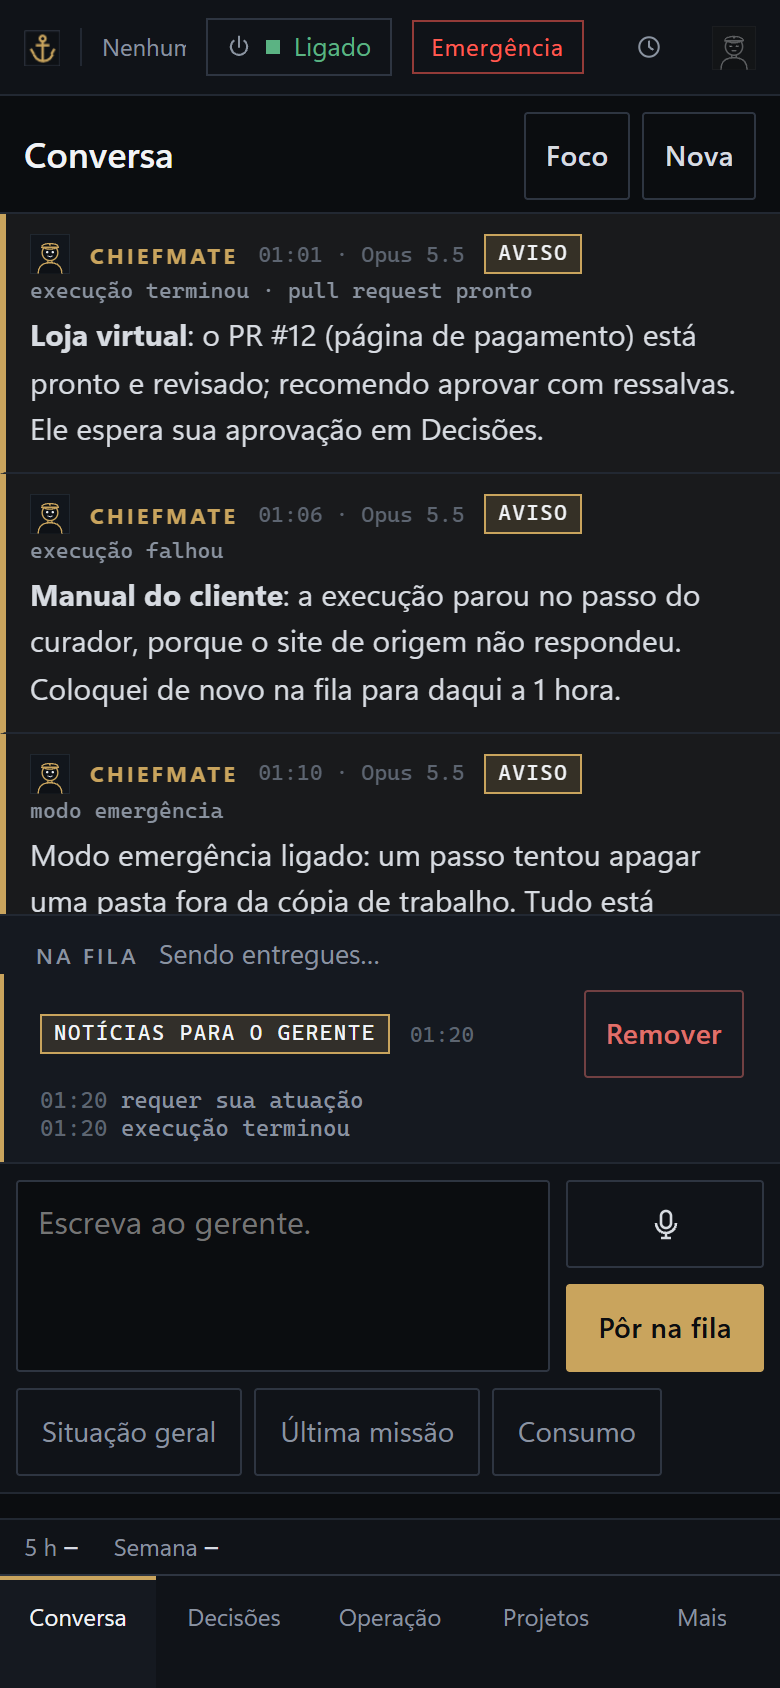 Nenhum
Ligado
Emergência
Conversa
Foco
Nova
CHIEFMATE 01:01 · Opus 5.5 AVISO
execução terminou · pull request pronto
Loja virtual: o PR #12 (página de pagamento) está
pronto e revisado; recomendo aprovar com ressalvas.
Ele espera sua aprovação em Decisões.
CHIEFMATE 01:06 · Opus 5.5 AVISO
execução falhou
Manual do cliente: a execução parou no passo do
curador, porque o site de origem não respondeu.
Coloquei de novo na fila para daqui a 1 hora.
CHIEFMATE 01:10 · Opus 5.5 AVISO
modo emergência
Modo emergência ligado: um passo tentou apagar
uma pasta fora da cópia de trabalho. Tudo está
NA FILA Sendo entregues...
NOTÍCIAS PARA O GERENTE 01:20
Remover
01:20 requer sua atuação
01:20 execução terminou
Escreva ao gerente.
Pôr na fila
Situação geral
Última missão
Consumo
5 h – Semana –
Conversa
Decisões
Operação
Projetos
Mais